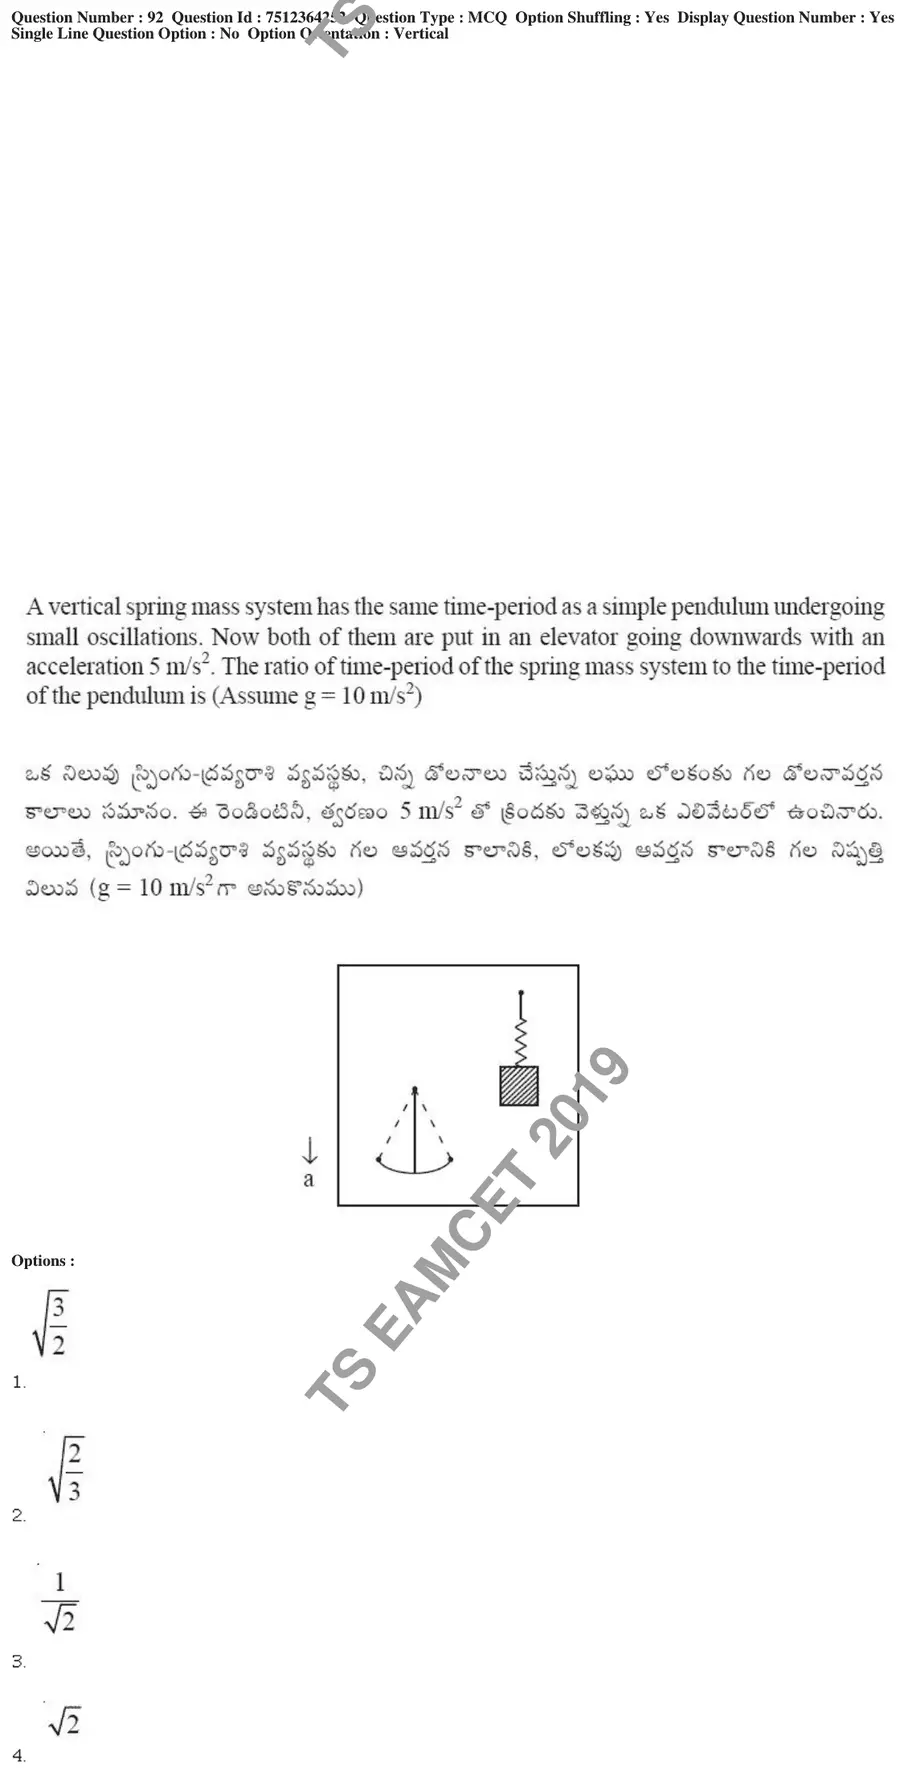 Question Number : 92 Question Id : 7512364252 Question Type : MCQ Option Shuffling : Yes Display Question Number : Yes
Single Line Question Option : No Option Orientation : Vertical
TS
A vertical spring mass system has the same time-period as a simple pendulum undergoing
small oscillations. Now both of them are put in an elevator going downwards with an
acceleration 5 m/s². The ratio of time-period of the spring mass system to the time-period
of the pendulum is (Assume g = 10 m/s²)
ఒక నిలువు స్ప్రింగు-ద్రవ్యరాశి వ్యవస్థకు, చిన్న డోలనాలు చేస్తున్న లఘు లోలకంకు గల డోలనావర్తన
కాలాలు సమానం. ఈ రెండింటినీ, త్వరణం 5 m/s² తో క్రిందకు వెళ్తున్న ఒక ఎలివేటర్‌లో ఉంచినారు.
అయితే, స్ప్రింగు-ద్రవ్యరాశి వ్యవస్థకు గల ఆవర్తన కాలానికి, లోలకపు ఆవర్తన కాలానికి గల నిష్పత్తి
విలువ (g = 10 m/s² గా అనుకొనుము)
a
TS EAMCET 2019
Options :
√(3/2)
1.
√(2/3)
2.
1/√2
3.
√2
4.